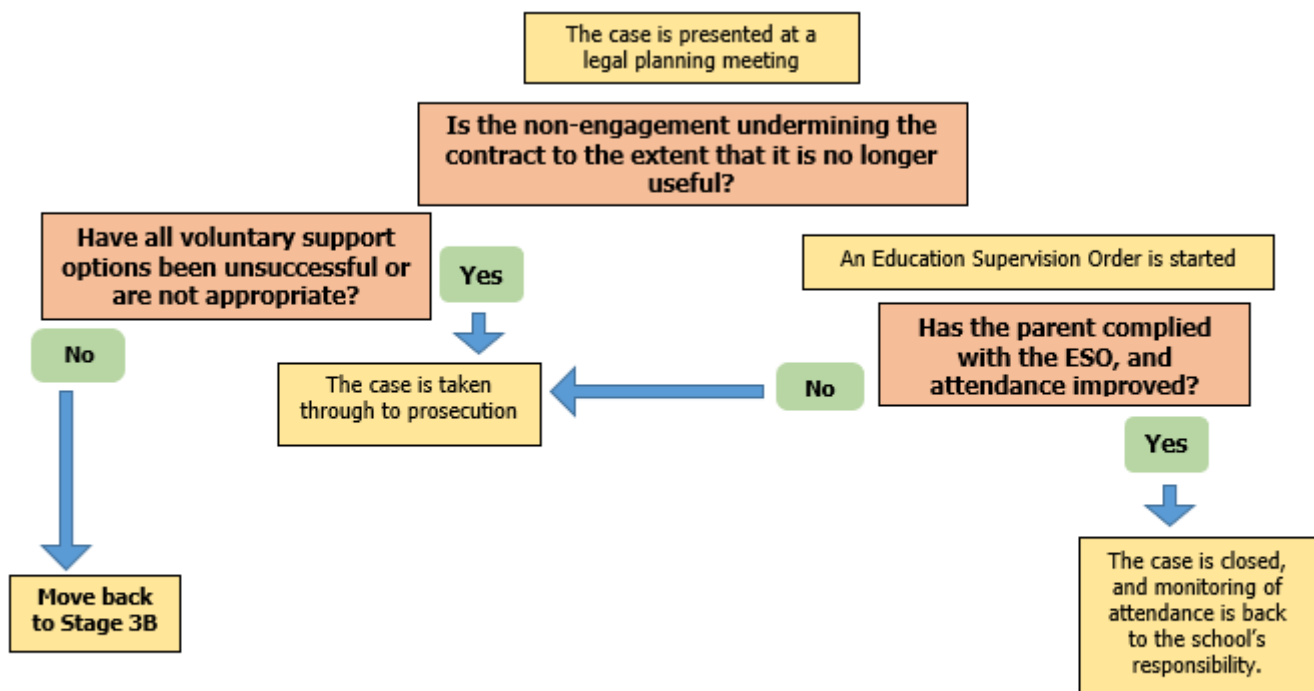 The case is presented at a
legal planning meeting
Is the non-engagement undermining the
contract to the extent that it is no longer
useful?
Have all voluntary support
options been unsuccessful or
are not appropriate?
Yes
An Education Supervision Order is started
No
Has the parent complied
with the ESO, and
attendance improved?
The case is taken
through to prosecution
No
Yes
Move back
to Stage 3B
The case is closed,
and monitoring of
attendance is back
to the school's
responsibility.